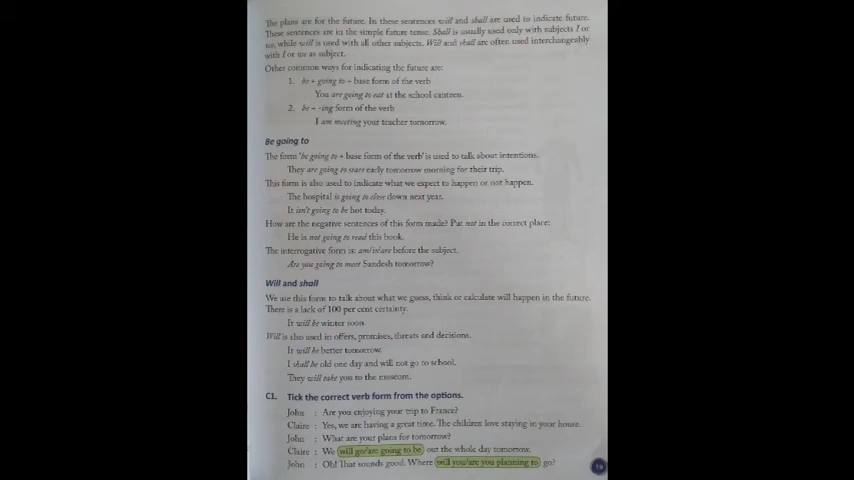 The plans are for the future. In these sentences will and shall are used to indicate future.
These sentences are in the simple future tense. Shall is usually used only with subjects I or
we, while will is used with all other subjects. Will and shall are often used interchangeably
with I or we as subject.
Other common ways for indicating the future are:
1. be + going to + base form of the verb
You are going to eat at the school canteen.
2. be + -ing form of the verb
I am meeting your teacher tomorrow.
Be going to
The form 'be going to + base form of the verb' is used to talk about intentions.
They are going to start early tomorrow morning for their trip.
This form is also used to indicate what we expect to happen or not happen.
The hospital is going to close down next year.
It isn't going to be hot today.
How are the negative sentences of this form made? Put not in the correct place:
He is not going to read this book.
The interrogative form is: am/is/are before the subject.
Are you going to meet Sandesh tomorrow?
Will and shall
We use this form to talk about what we guess, think or calculate will happen in the future.
There is a lack of 100 per cent certainty.
It will be winter soon.
Will is also used in offers, promises, threats and decisions.
It will be better tomorrow.
I shall be old one day and will not go to school.
They will take you to the museum.
C1. Tick the correct verb form from the options.
John : Are you enjoying your trip to France?
Claire : Yes, we are having a great time. The children love staying in your house.
John : What are your plans for tomorrow?
Claire : We will go/are going to be out the whole day tomorrow.
John : Oh! That sounds good. Where will you/are you planning to go?
19